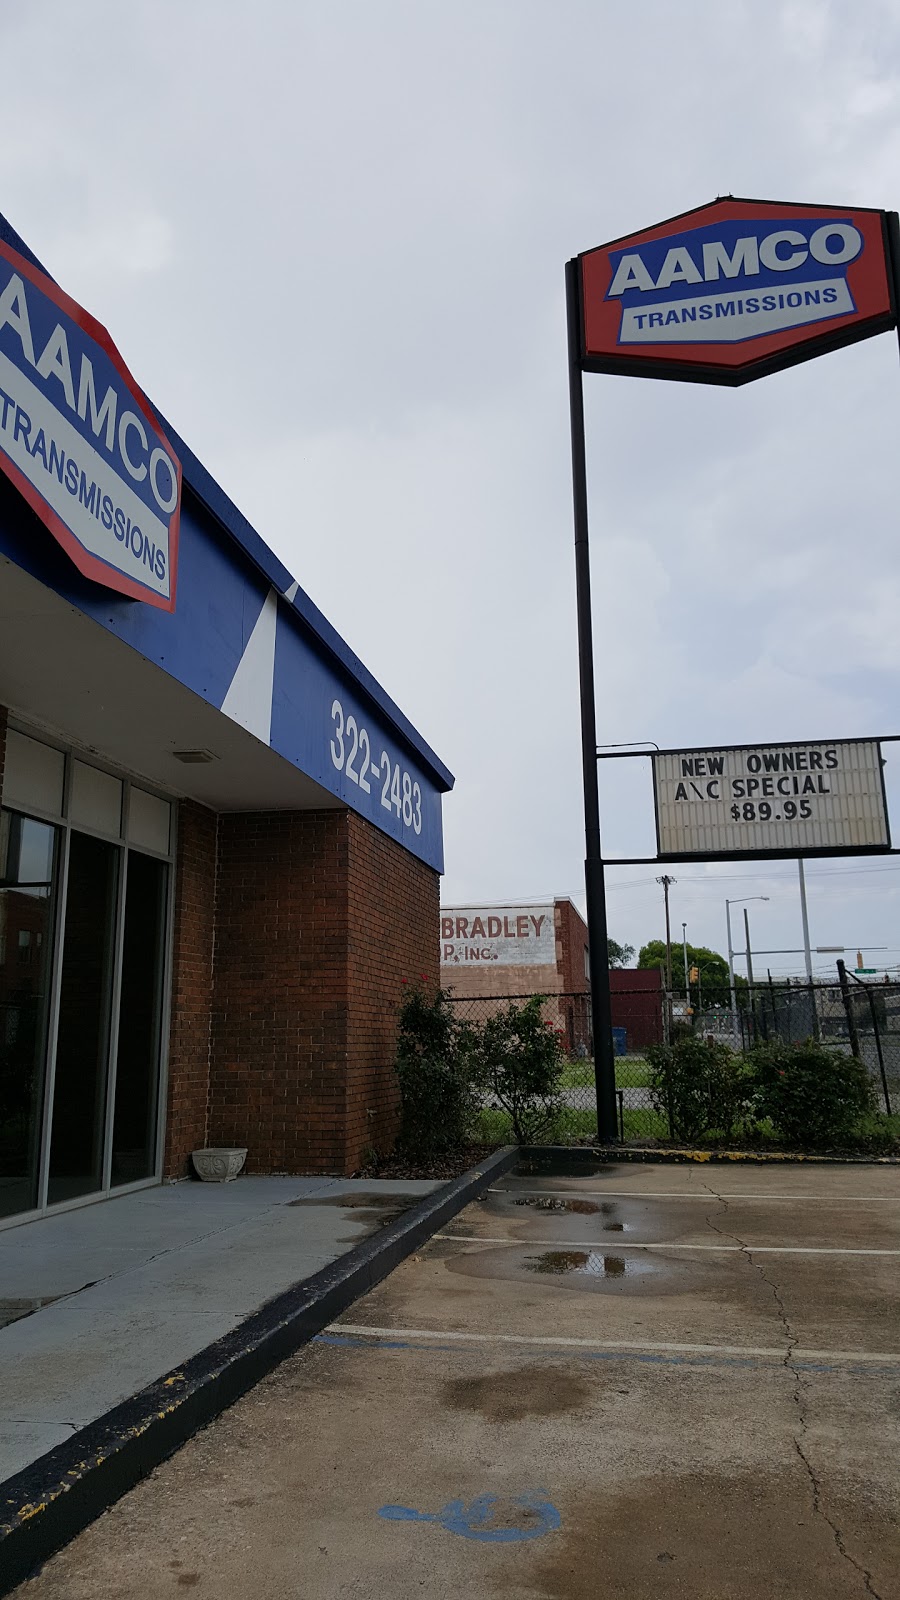 AAMCO
TRANSMISSIONS
322-2483
AAMCO
TRANSMISSIONS
NEW OWNERS
A\C SPECIAL
$89.95
BRADLEY
P. INC.